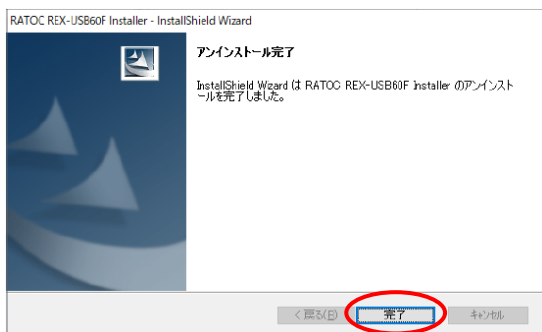 RATOC REX-USB60F Installer - InstallShield Wizard
アンインストール完了
InstallShield Wizard は RATOC REX-USB60F Installer のアンインスト
ールを完了しました。
< 戻る(B)
完了
キャンセル